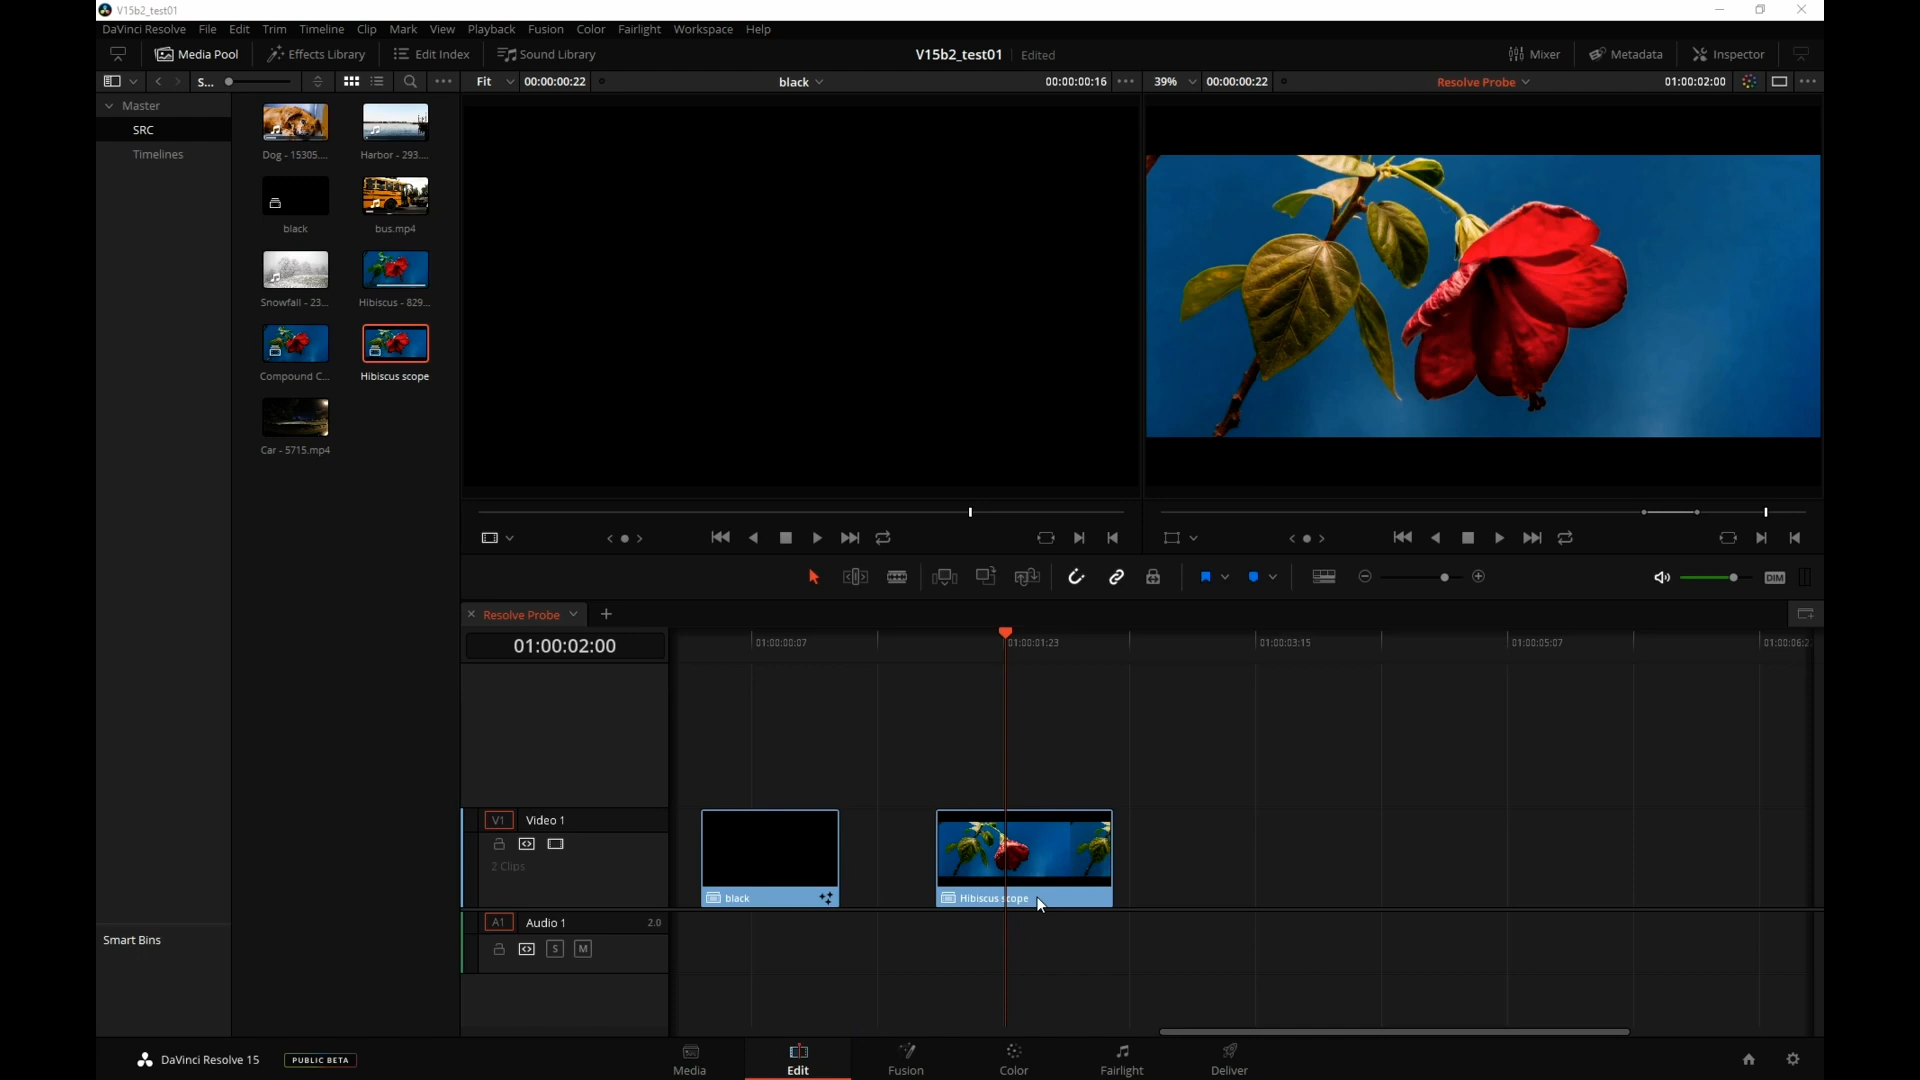 V15b2_test01
DaVinci Resolve File Edit Trim Timeline Clip Mark View Playback Fusion Color Fairlight Workspace Help
Media Pool Effects Library Edit Index Sound Library V15b2_test01 Edited Mixer Metadata Inspector
S... Fit 00:00:00:22 black 00:00:00:16 39% 00:00:00:22 Resolve Probe 01:00:02:00
Master
SRC
Timelines
Dog - 15305.... Harbor - 293....
black bus.mp4
Snowfall - 23... Hibiscus - 829...
Compound C... Hibiscus scope
Car - 5715.mp4
DIM
Resolve Probe
01:00:02:00 01:00:00:07 01:00:01:23 01:00:03:15 01:00:05:07 01:00:06:2
V1 Video 1
2 Clips
black Hibiscus scope
A1 Audio 1 2.0
S M
Smart Bins
DaVinci Resolve 15 PUBLIC BETA
Media Edit Fusion Color Fairlight Deliver